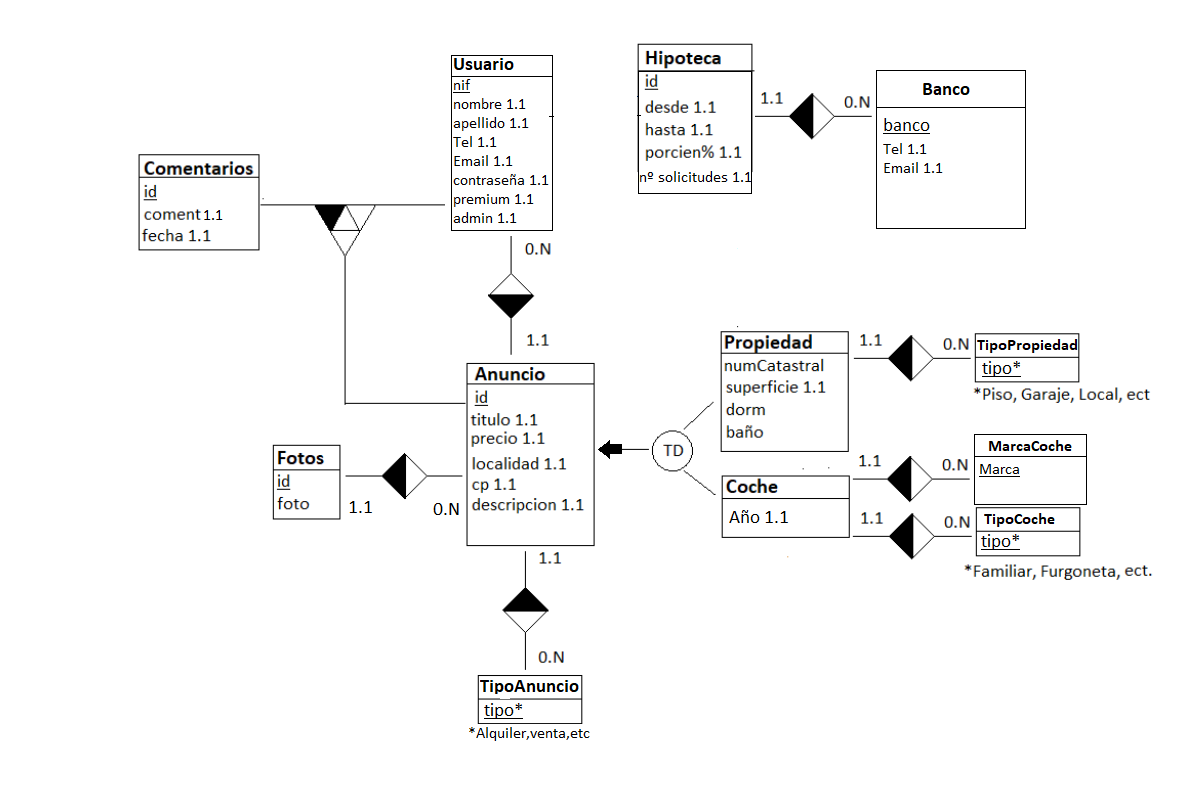 Usuario
nif
nombre 1.1
apellido 1.1
Tel 1.1
Email 1.1
contraseña 1.1
premium 1.1
admin 1.1
Hipoteca
id
desde 1.1
hasta 1.1
porcien% 1.1
nº solicitudes 1.1
1.1
0.N
Banco
banco
Tel 1.1
Email 1.1
Comentarios
id
coment 1.1
fecha 1.1
0.N
1.1
Anuncio
id
titulo 1.1
precio 1.1
localidad 1.1
cp 1.1
descripcion 1.1
Fotos
id
foto
1.1
0.N
TD
Propiedad
numCatastral
superficie 1.1
dorm
baño
1.1
0.N
TipoPropiedad
tipo*
*Piso, Garaje, Local, ect
Coche
Año 1.1
1.1
0.N
MarcaCoche
Marca
1.1
0.N
TipoCoche
tipo*
*Familiar, Furgoneta, ect.
1.1
0.N
TipoAnuncio
tipo*
*Alquiler,venta,etc